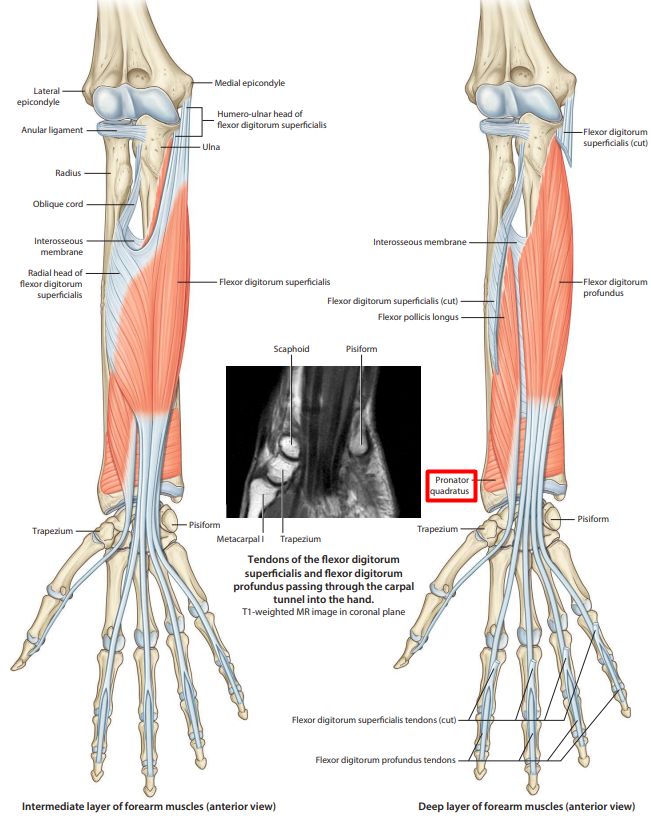 Lateral
epicondyle
Medial epicondyle
Humero-ulnar head of
flexor digitorum superficialis
Anular ligament
Ulna
Radius
Oblique cord
Interosseous
membrane
Radial head of
flexor digitorum
superficialis
Flexor digitorum superficialis
Trapezium
Pisiform
Flexor digitorum
superficialis (cut)
Interosseous membrane
Flexor digitorum
profundus
Flexor digitorum superficialis (cut)
Flexor pollicis longus
Scaphoid
Pisiform
Metacarpal I
Trapezium
Tendons of the flexor digitorum
superficialis and flexor digitorum
profundus passing through the carpal
tunnel into the hand.
T1-weighted MR image in coronal plane
Pronator
quadratus
Trapezium
Pisiform
Flexor digitorum superficialis tendons (cut)
Flexor digitorum profundus tendons
Intermediate layer of forearm muscles (anterior view)
Deep layer of forearm muscles (anterior view)